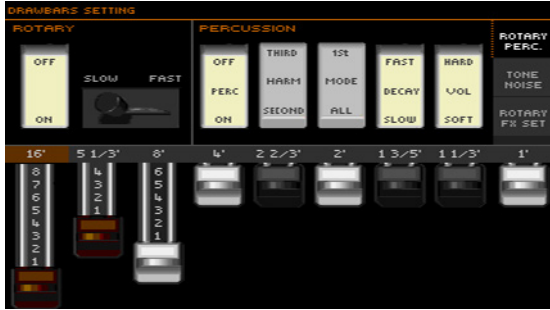 DRAWBARS SETTING
ROTARY
PERCUSSION
ROTARY PERC.
OFF
ON
SLOW FAST
OFF
PERC
ON
THIRD
HARM
SECOND
1St
MODE
ALL
FAST
DECAY
SLOW
HARD
VOL
SOFT
TONE NOISE
ROTARY FX SET
16' 5 1/3' 8' 4' 2 2/3' 2' 1 3/5' 1 1/3' 1'
8
7
6
5
4
3
2
1
4
3
2
1
6
5
4
3
2
1